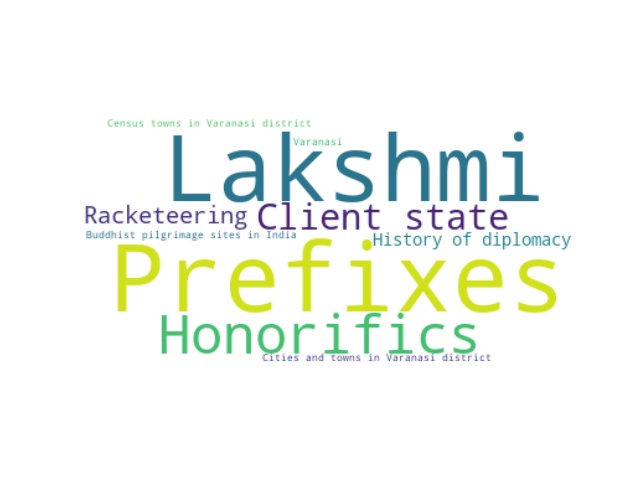 Census towns in Varanasi district
Varanasi
Lakshmi
Racketeering
Client state
Buddhist pilgrimage sites in India
History of diplomacy
Prefixes
Honorifics
Cities and towns in Varanasi district